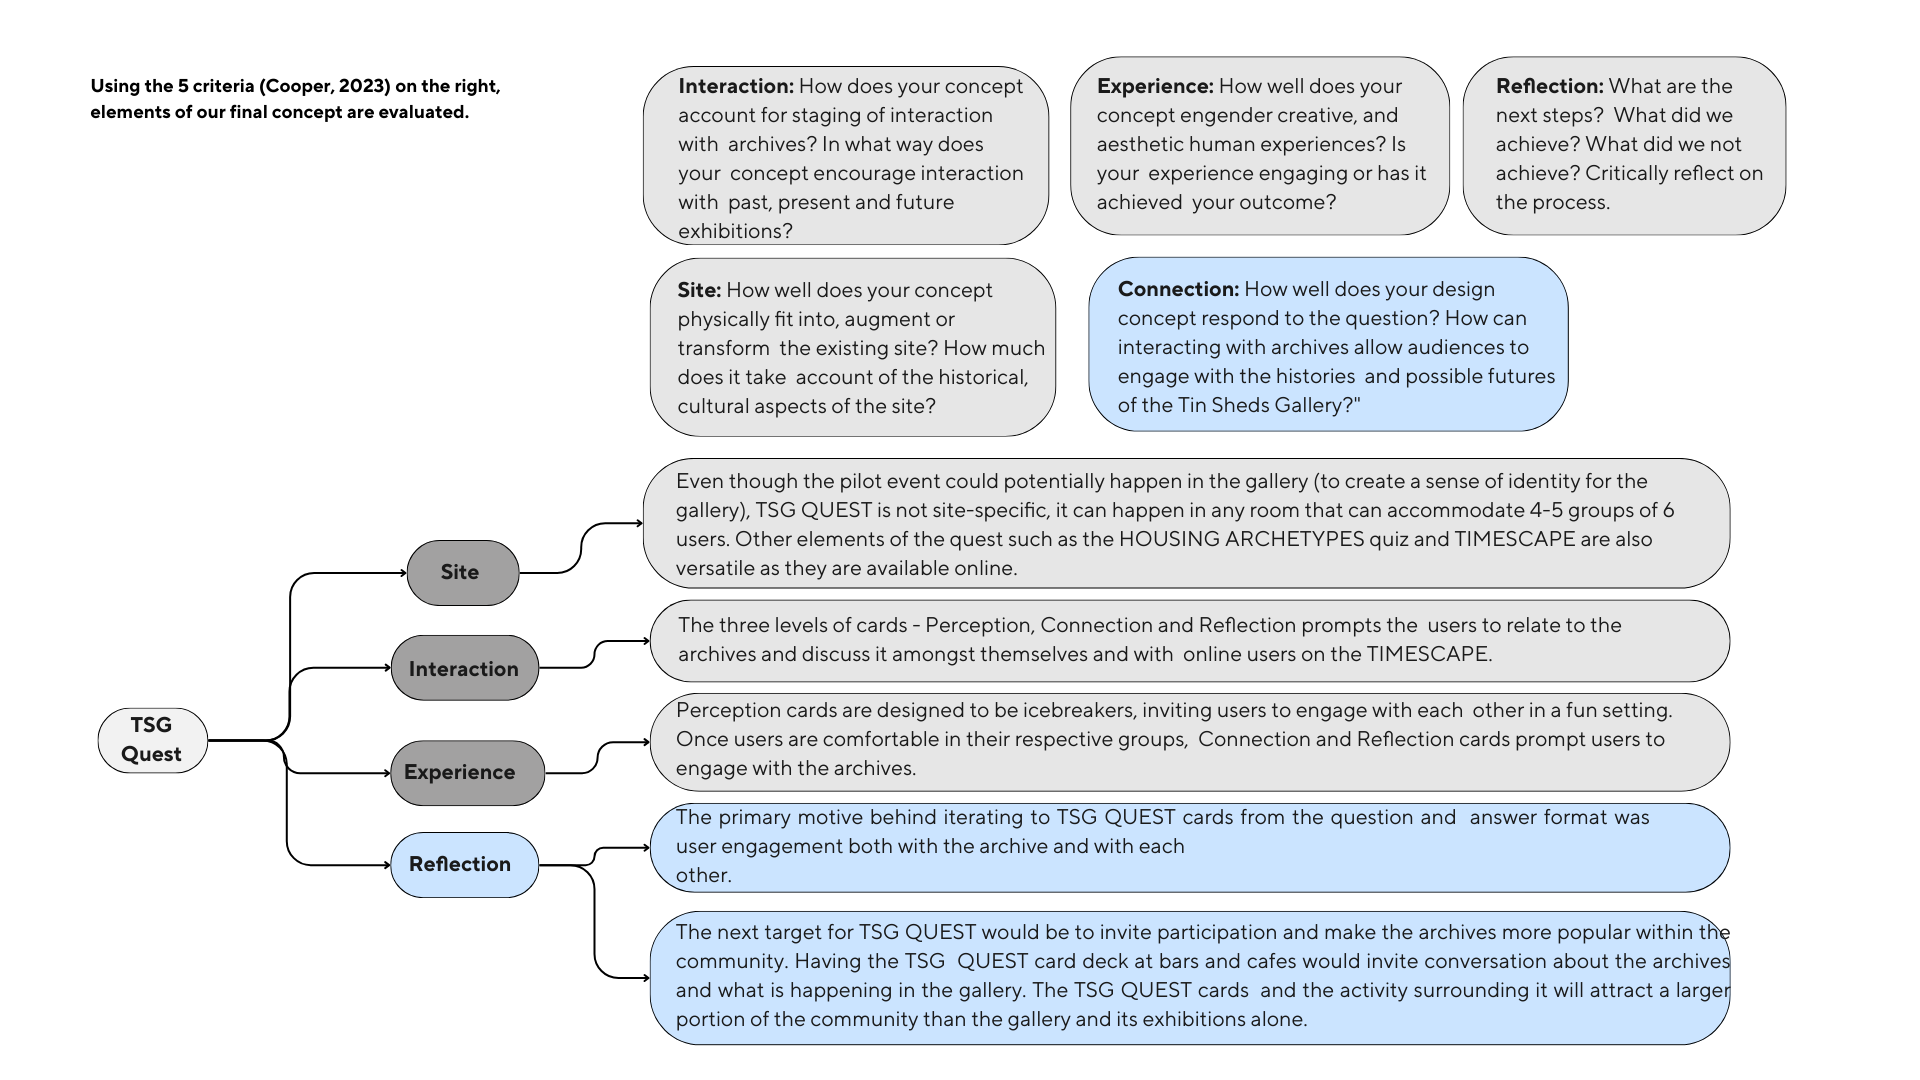 Using the 5 criteria (Cooper, 2023) on the right,
elements of our final concept are evaluated.
Interaction: How does your concept
account for staging of interaction
with archives? In what way does
your concept encourage interaction
with past, present and future
exhibitions?
Experience: How well does your
concept engender creative, and
aesthetic human experiences? Is
your experience engaging or has it
achieved your outcome?
Reflection: What are the
next steps? What did we
achieve? What did we not
achieve? Critically reflect on
the process.
Site: How well does your concept
physically fit into, augment or
transform the existing site? How much
does it take account of the historical,
cultural aspects of the site?
Connection: How well does your design
concept respond to the question? How can
interacting with archives allow audiences to
engage with the histories and possible futures
of the Tin Sheds Gallery?"
TSG
Quest
Site
Even though the pilot event could potentially happen in the gallery (to create a sense of identity for the
gallery), TSG QUEST is not site-specific, it can happen in any room that can accommodate 4-5 groups of 6
users. Other elements of the quest such as the HOUSING ARCHETYPES quiz and TIMESCAPE are also
versatile as they are available online.
Interaction
The three levels of cards - Perception, Connection and Reflection prompts the users to relate to the
archives and discuss it amongst themselves and with online users on the TIMESCAPE.
Experience
Perception cards are designed to be icebreakers, inviting users to engage with each other in a fun setting.
Once users are comfortable in their respective groups, Connection and Reflection cards prompt users to
engage with the archives.
Reflection
The primary motive behind iterating to TSG QUEST cards from the question and answer format was
user engagement both with the archive and with each
other.
The next target for TSG QUEST would be to invite participation and make the archives more popular within the
community. Having the TSG QUEST card deck at bars and cafes would invite conversation about the archives
and what is happening in the gallery. The TSG QUEST cards and the activity surrounding it will attract a larger
portion of the community than the gallery and its exhibitions alone.